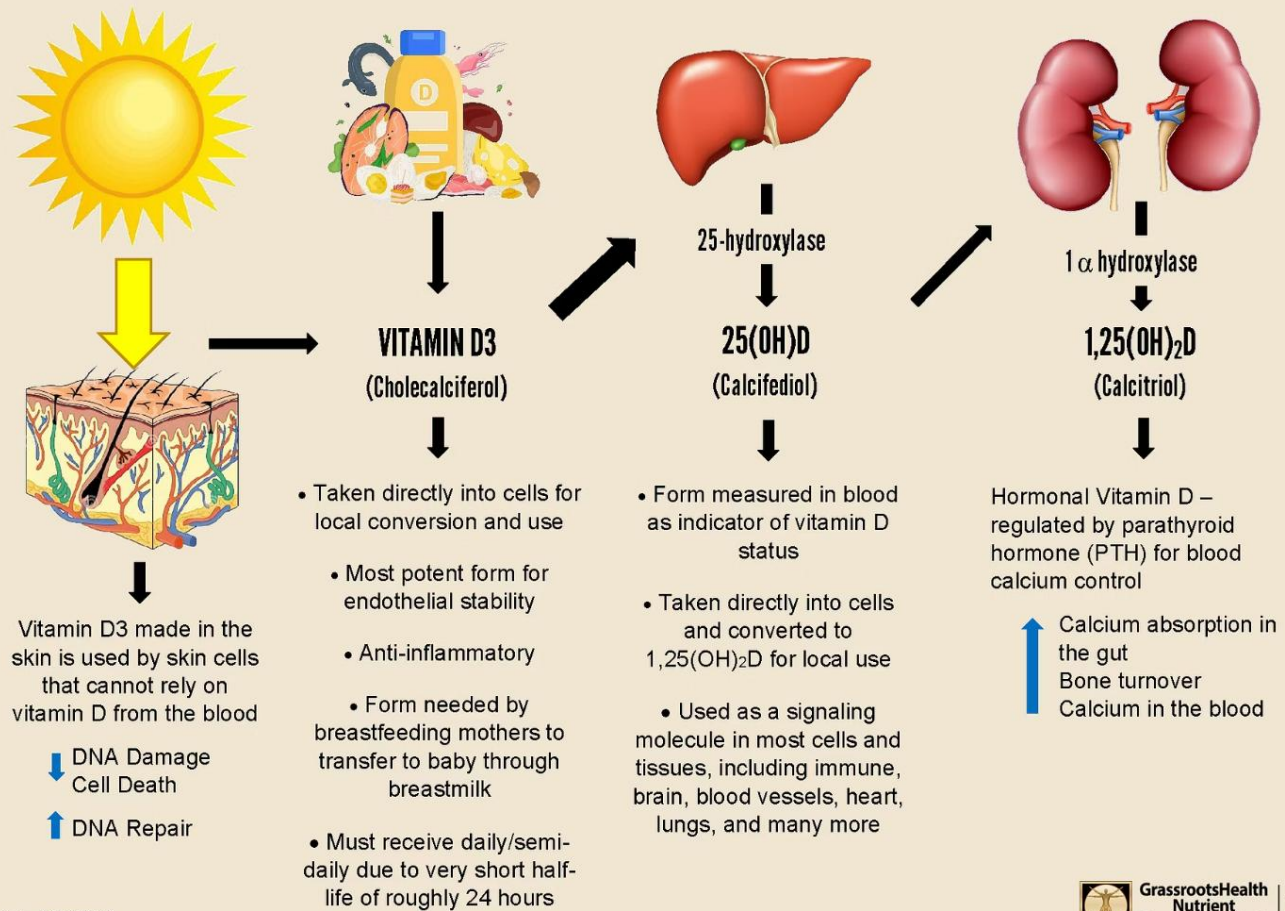 D
25-hydroxylase
1 α hydroxylase
VITAMIN D3
(Cholecalciferol)
25(OH)D
(Calcifediol)
1,25(OH)₂D
(Calcitriol)
Vitamin D3 made in the
skin is used by skin cells
that cannot rely on
vitamin D from the blood
DNA Damage
Cell Death
DNA Repair
• Taken directly into cells for
local conversion and use
• Most potent form for
endothelial stability
• Anti-inflammatory
• Form needed by
breastfeeding mothers to
transfer to baby through
breastmilk
• Must receive daily/semi-
daily due to very short half-
life of roughly 24 hours
• Form measured in blood
as indicator of vitamin D
status
• Taken directly into cells
and converted to
1,25(OH)₂D for local use
• Used as a signaling
molecule in most cells and
tissues, including immune,
brain, blood vessels, heart,
lungs, and many more
Hormonal Vitamin D –
regulated by parathyroid
hormone (PTH) for blood
calcium control
Calcium absorption in
the gut
Bone turnover
Calcium in the blood
GrassrootsHealth
Nutrient